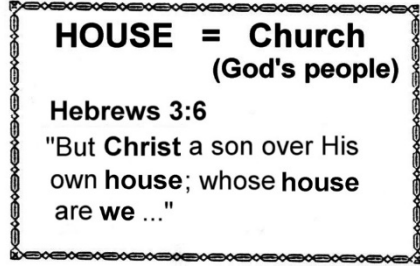 HOUSE = Church
(God's people)
Hebrews 3:6
"But Christ a son over His
own house; whose house
are we ..."